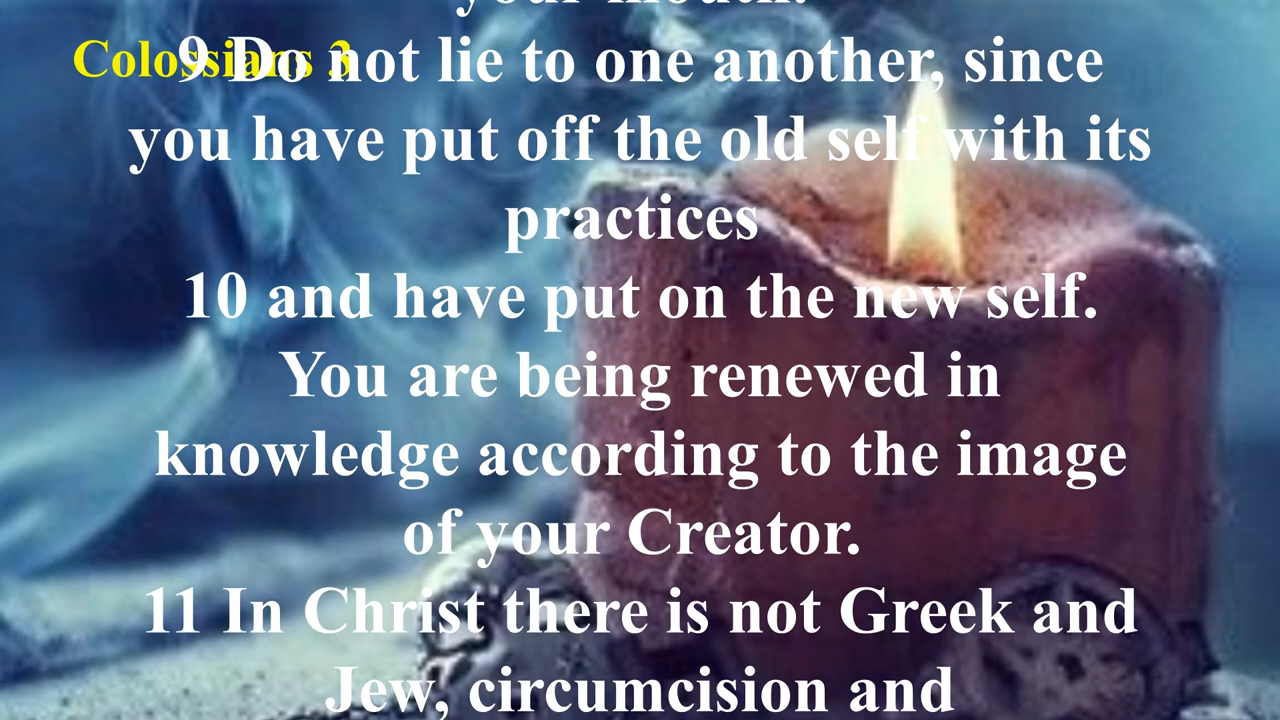 your mouth.
Colossians 3
9 Do not lie to one another, since
you have put off the old self with its
practices
10 and have put on the new self.
You are being renewed in
knowledge according to the image
of your Creator.
11 In Christ there is not Greek and
Jew, circumcision and